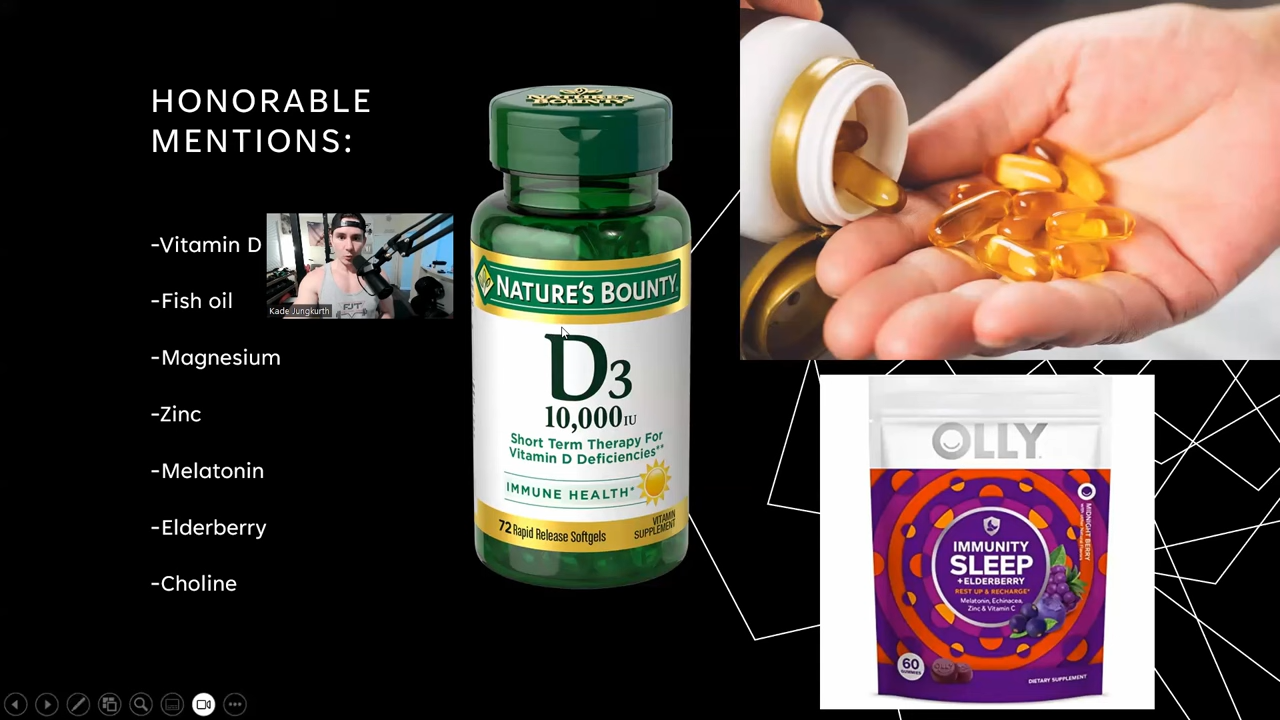 HONORABLE
MENTIONS:
-Vitamin D
-Fish oil
-Magnesium
-Zinc
-Melatonin
-Elderberry
-Choline
Kade Jungkurth
NATURE'S BOUNTY
NATURE'S BOUNTY
D3
10,000 IU
Short Term Therapy For
Vitamin D Deficiencies**
IMMUNE HEALTH*
72 Rapid Release Softgels
VITAMIN
SUPPLEMENT
OLLY
IMMUNITY
SLEEP
+ELDERBERRY
REST UP & RECHARGE*
Melatonin, Echinacea,
Zinc & Vitamin C
MIDNIGHT BERRY
60
GUMMIES
OLLY
DIETARY SUPPLEMENT